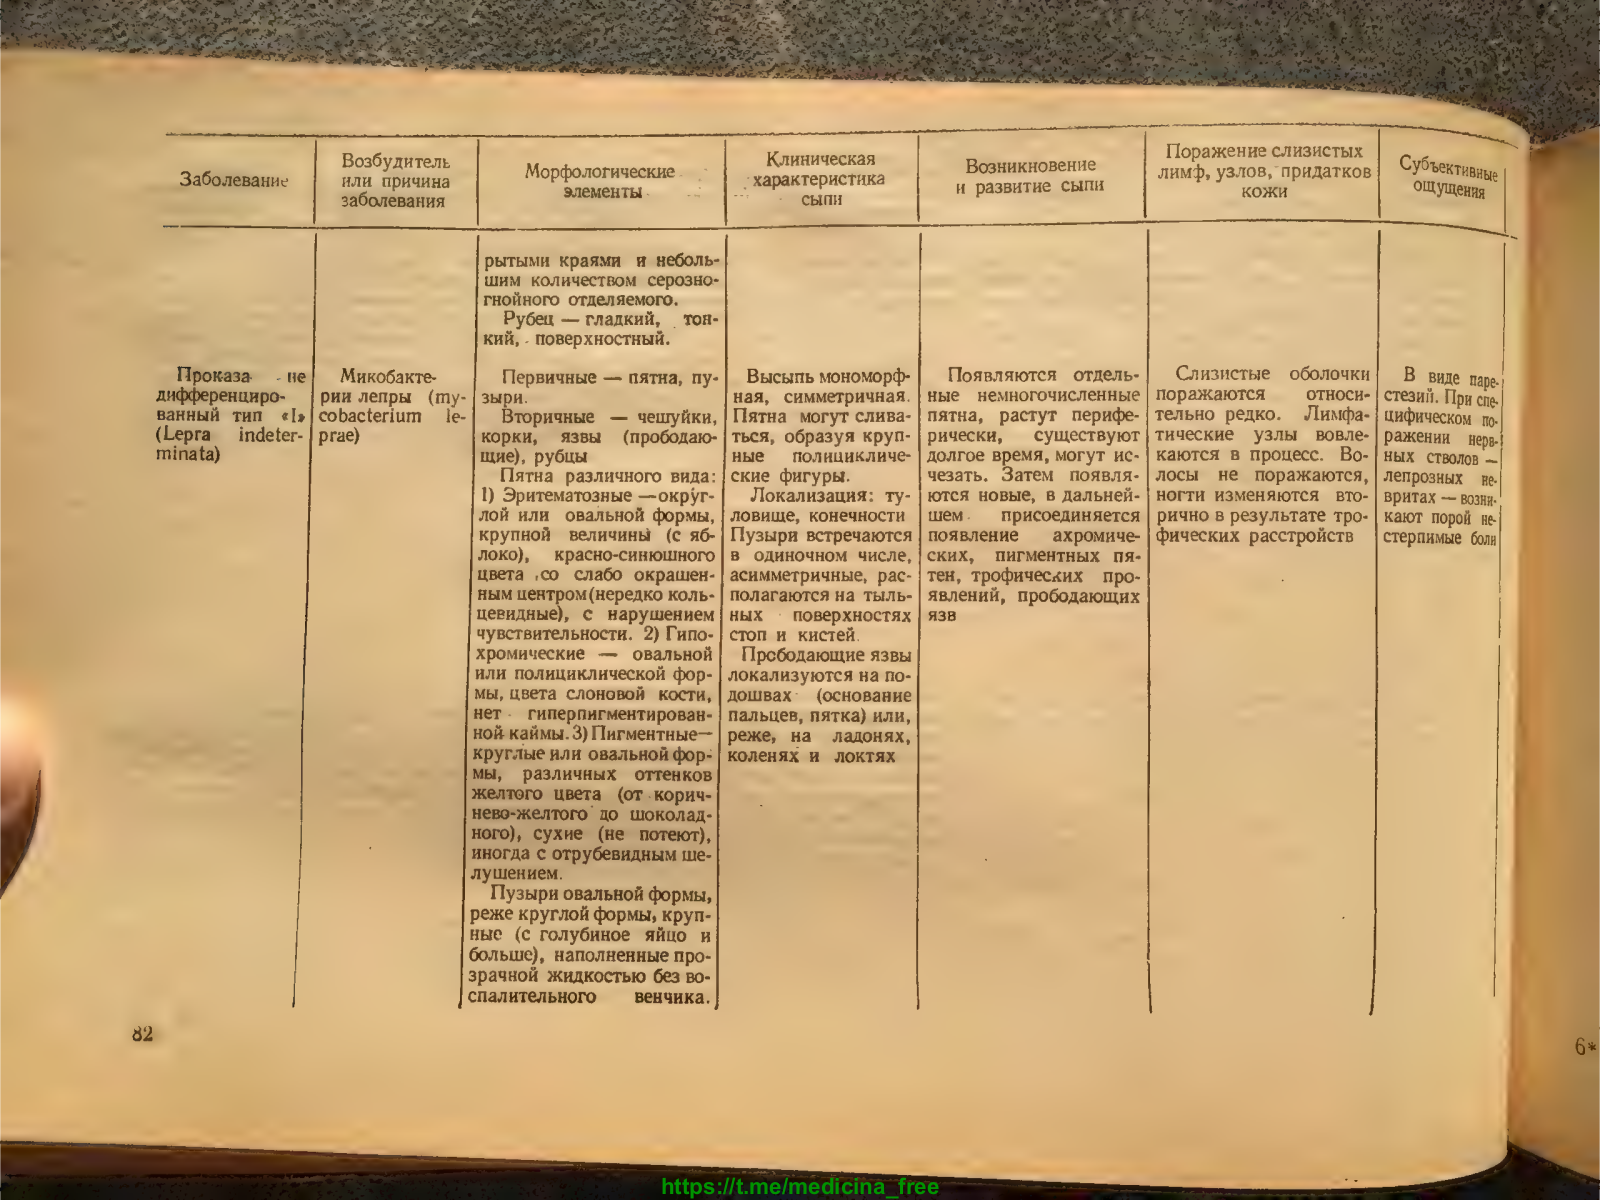 Заболевание
Возбудитель
или причина
заболевания
Морфологические
элементы
Клиническая
характеристика
сыпи
Возникновение
и развитие сыпи
Поражение слизистых
лимф, узлов, придатков
кожи
Субъективные
ощущения
рытыми краями и неболь-
шим количеством серозно-
гнойного отделяемого.
Рубец — гладкий, тон-
кий, поверхностный.
Проказа - не
дифференциро-
ванный тип «I»
(Lepra indeter-
minata)
Микобакте-
рии лепры (my-
cobacterium le-
prae)
Первичные — пятна, пу-
зыри.
Вторичные — чешуйки,
корки, язвы (прободаю-
щие), рубцы
Пятна различного вида:
1) Эритематозные —округ-
лой или овальной формы,
крупной величины (с яб-
локо), красно-синюшного
цвета ,со слабо окрашен-
ным центром(нередко коль-
цевидные), с нарушением
чувствительности. 2) Гипо-
хромические — овальной
или полициклической фор-
мы, цвета слоновой кости,
нет гиперпигментирован-
ной каймы. 3) Пигментные—
круглые или овальной фор-
мы, различных оттенков
желтого цвета (от корич-
нево-желтого до шоколад-
ного), сухие (не потеют),
иногда с отрубевидным ше-
лушением.
Пузыри овальной формы,
реже круглой формы, круп-
ные (с голубиное яйцо и
больше), наполненные про-
зрачной жидкостью без во-
спалительного венчика.
Высыпь мономорф-
ная, симметричная.
Пятна могут слива-
ться, образуя круп-
ные полицикличе-
ские фигуры.
Локализация: ту-
ловище, конечности
Пузыри встречаются
в одиночном числе,
асимметричные, рас-
полагаются на тыль-
ных поверхностях
стоп и кистей.
Прободающие язвы
локализуются на по-
дошвах (основание
пальцев, пятка) или,
реже, на ладонях,
коленях и локтях
Появляются отдель-
ные немногочисленные
пятна, растут перифе-
рически, существуют
долгое время, могут ис-
чезать. Затем появля-
ются новые, в дальней-
шем присоединяется
появление ахромиче-
ских, пигментных пя-
тен, трофических про-
явлений, прободающих
язв
Слизистые оболочки
поражаются относи-
тельно редко. Лимфа-
тические узлы вовле-
каются в процесс. Во-
лосы не поражаются,
ногти изменяются вто-
рично в результате тро-
фических расстройств
В виде паре-
стезий. При спе-
цифическом по-
ражении нерв-
ных стволов —
лепрозных не-
вритах — возни-
кают порой не-
стерпимые боли
82
6*
https://t.me/medicina_free